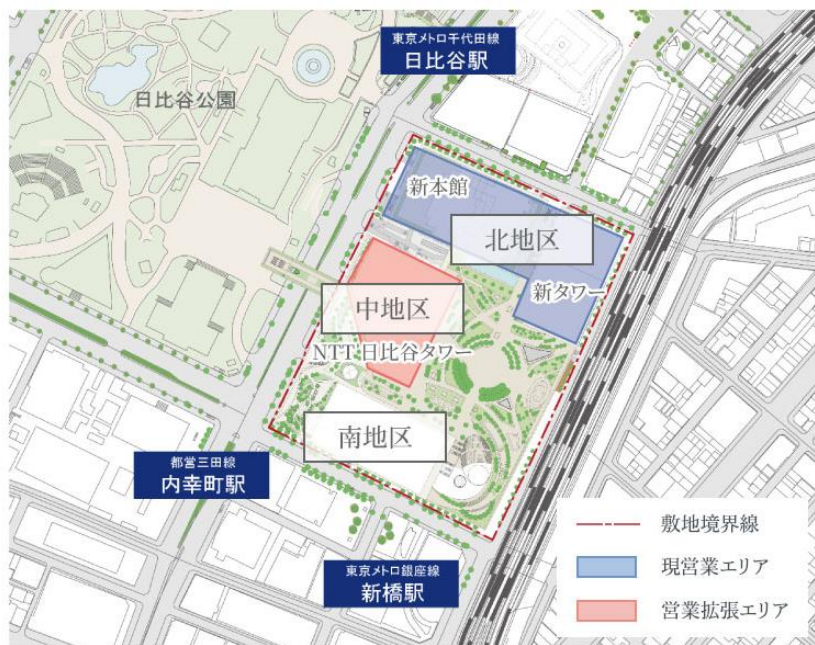 東京メトロ千代田線
日比谷駅
日比谷公園
新本館
北地区
新タワー
中地区
NTT日比谷タワー
南地区
都営三田線
内幸町駅
東京メトロ銀座線
新橋駅
敷地境界線
現営業エリア
営業拡張エリア